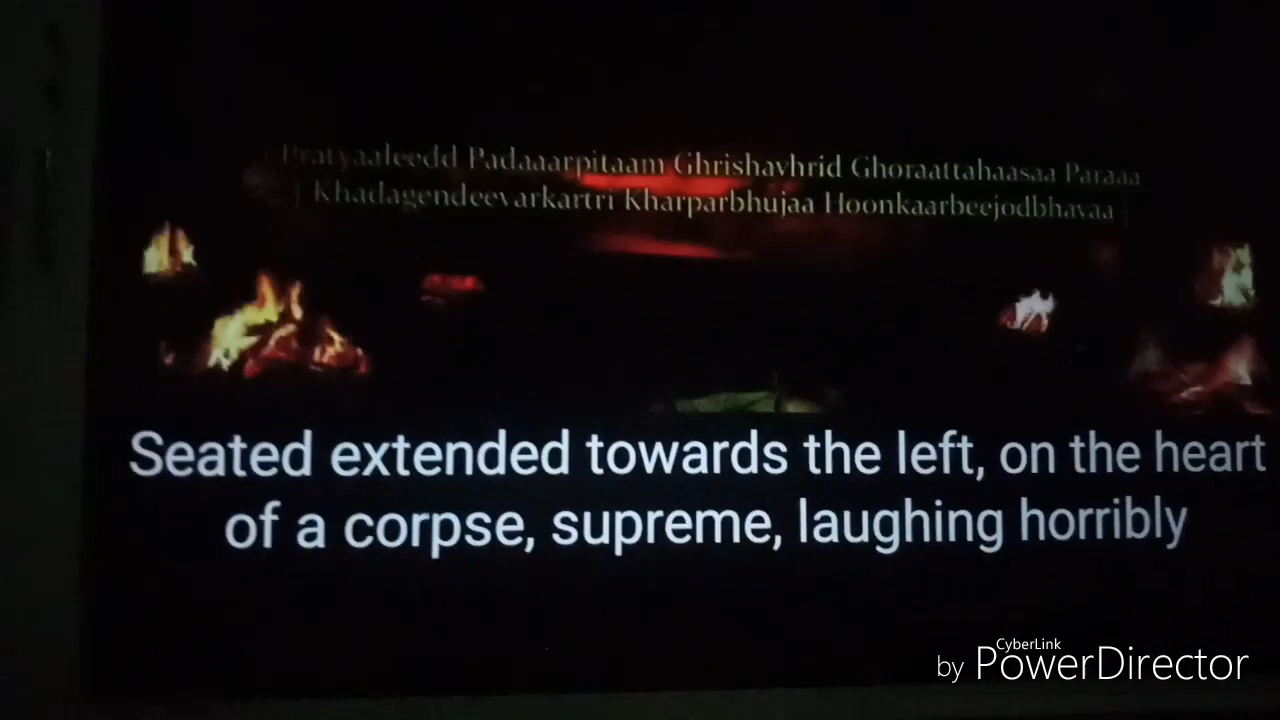 | Pratyaaleedd Padaaarpitaam Ghrishavhrid Ghoraattahaasaa Paraaa
| Khadagendeevarkartri Kharparbhujaa Hoonkaarbeejodbhavaa |
Seated extended towards the left, on the heart
of a corpse, supreme, laughing horribly
CyberLink
by PowerDirector